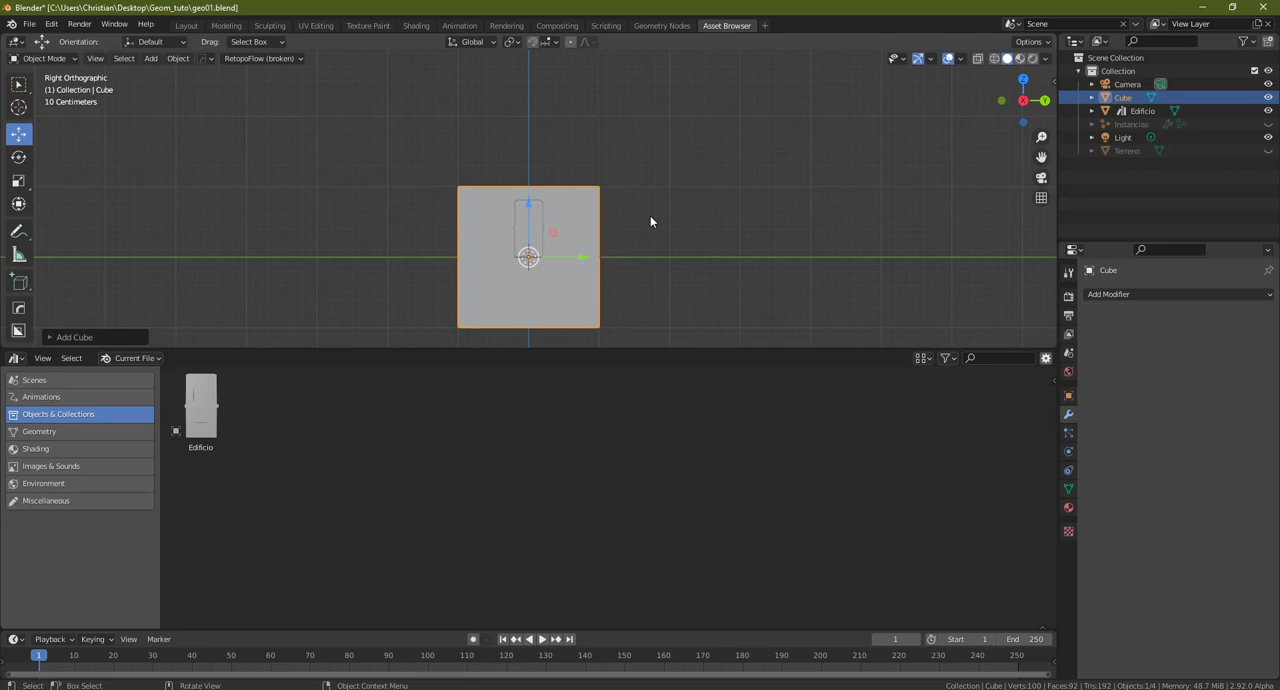 Blender* [C:\Users\Christian\Desktop\Geom_tuto\geo01.blend]
File Edit Render Window Help Layout Modeling Sculpting UV Editing Texture Paint Shading Animation Rendering Compositing Scripting Geometry Nodes Asset Browser + Scene View Layer
Orientation: Default Drag: Select Box Global Options
Object Mode View Select Add Object RetopoFlow (broken)
Right Orthographic
(1) Collection | Cube
10 Centimeters
Z
X
Y
Add Cube
Scene Collection
Collection
Camera
Cube
Edificio
Instancias
Light
Terreno
Cube
Add Modifier
View Select Current File
Scenes
Animations
Objects & Collections
Geometry
Shading
Images & Sounds
Environment
Miscellaneous
Edificio
Playback Keying View Marker 1 Start 1 End 250
1 10 20 30 40 50 60 70 80 90 100 110 120 130 140 150 160 170 180 190 200 210 220 230 240 250
Select Box Select Rotate View Object Context Menu Collection | Cube | Verts:100 | Faces:92 | Tris:192 | Objects:1/4 | Memory: 48.7 MiB | 2.92.0 Alpha